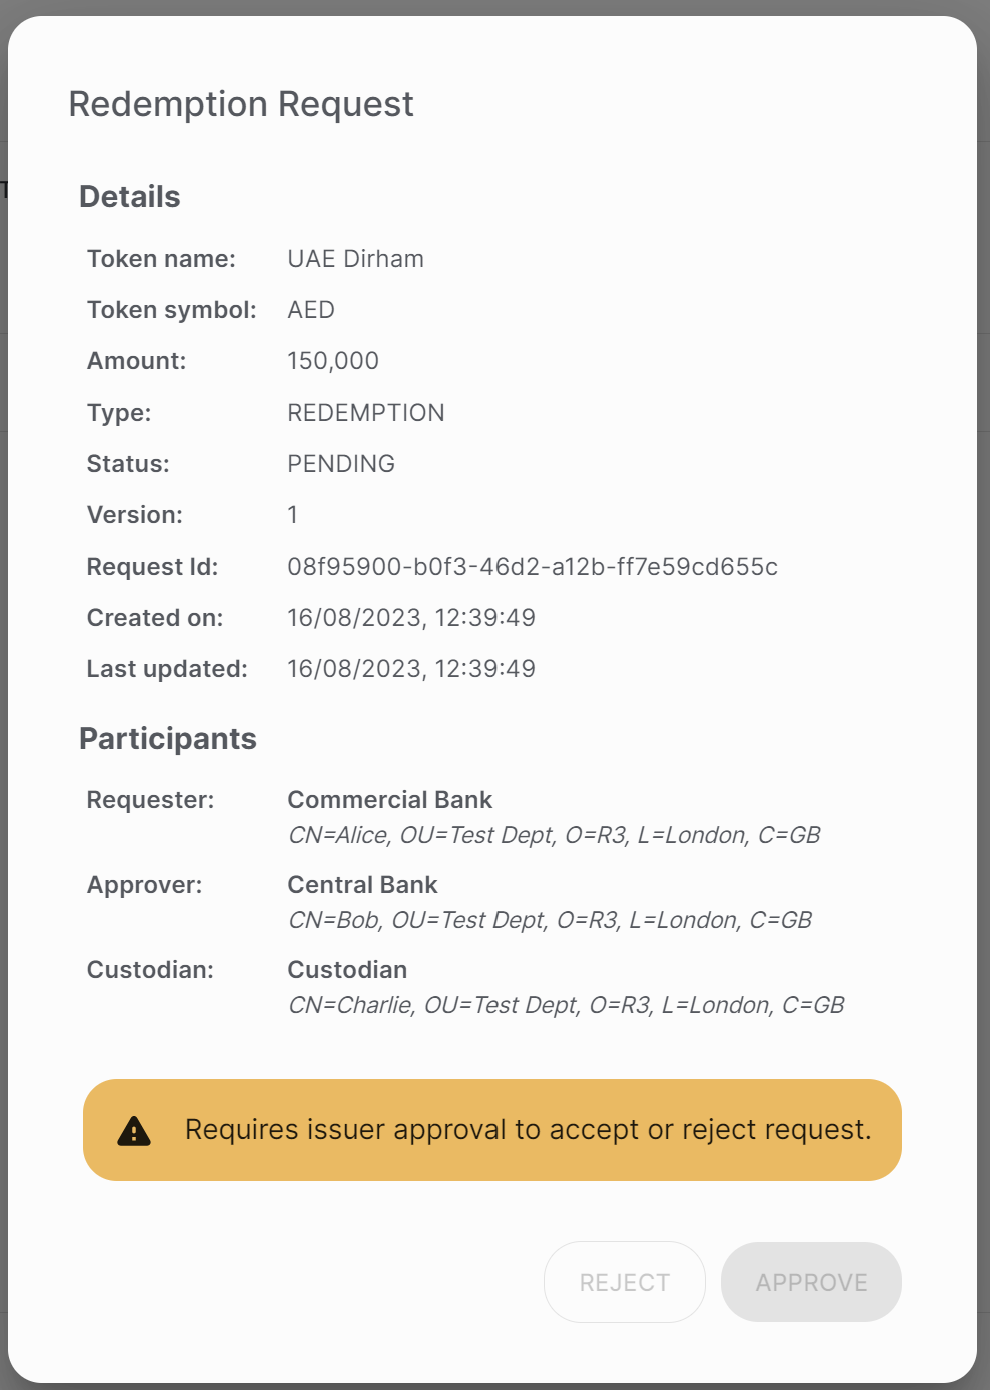 Redemption Request
Details
Token name: UAE Dirham
Token symbol: AED
Amount: 150,000
Type: REDEMPTION
Status: PENDING
Version: 1
Request Id: 08f95900-b0f3-46d2-a12b-ff7e59cd655c
Created on: 16/08/2023, 12:39:49
Last updated: 16/08/2023, 12:39:49
Participants
Requester: Commercial Bank
CN=Alice, OU=Test Dept, O=R3, L=London, C=GB
Approver: Central Bank
CN=Bob, OU=Test Dept, O=R3, L=London, C=GB
Custodian: Custodian
CN=Charlie, OU=Test Dept, O=R3, L=London, C=GB
Requires issuer approval to accept or reject request.
REJECT APPROVE